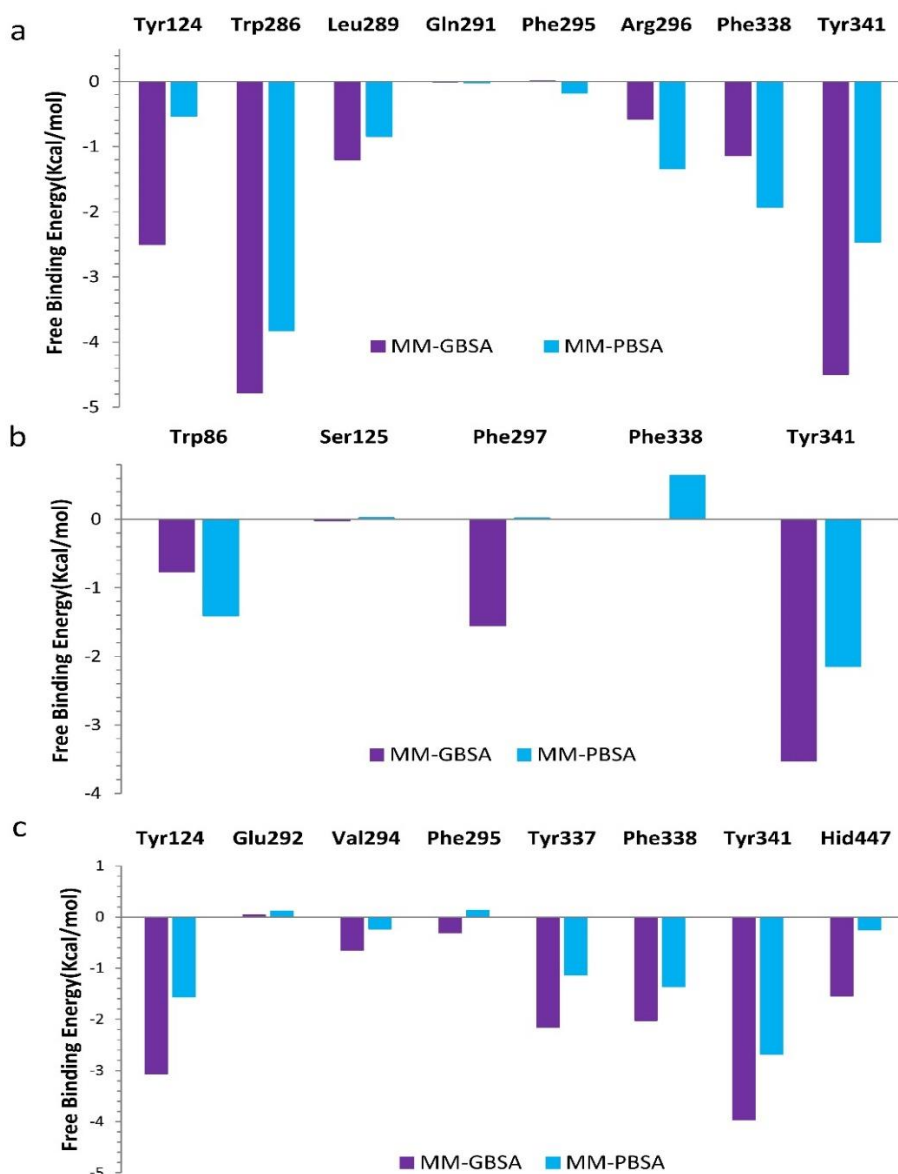 a
Tyr124 Trp286 Leu289 Gln291 Phe295 Arg296 Phe338 Tyr341
Free Binding Energy(Kcal/mol)
0
-1
-2
-3
-4
-5
MM-GBSA MM-PBSA
b
Trp86 Ser125 Phe297 Phe338 Tyr341
Free Binding Energy(Kcal/mol)
0
-1
-2
-3
-4
MM-GBSA MM-PBSA
c
Tyr124 Glu292 Val294 Phe295 Tyr337 Phe338 Tyr341 Hid447
Free Binding Energy(Kcal/mol)
1
0
-1
-2
-3
-4
-5
MM-GBSA MM-PBSA